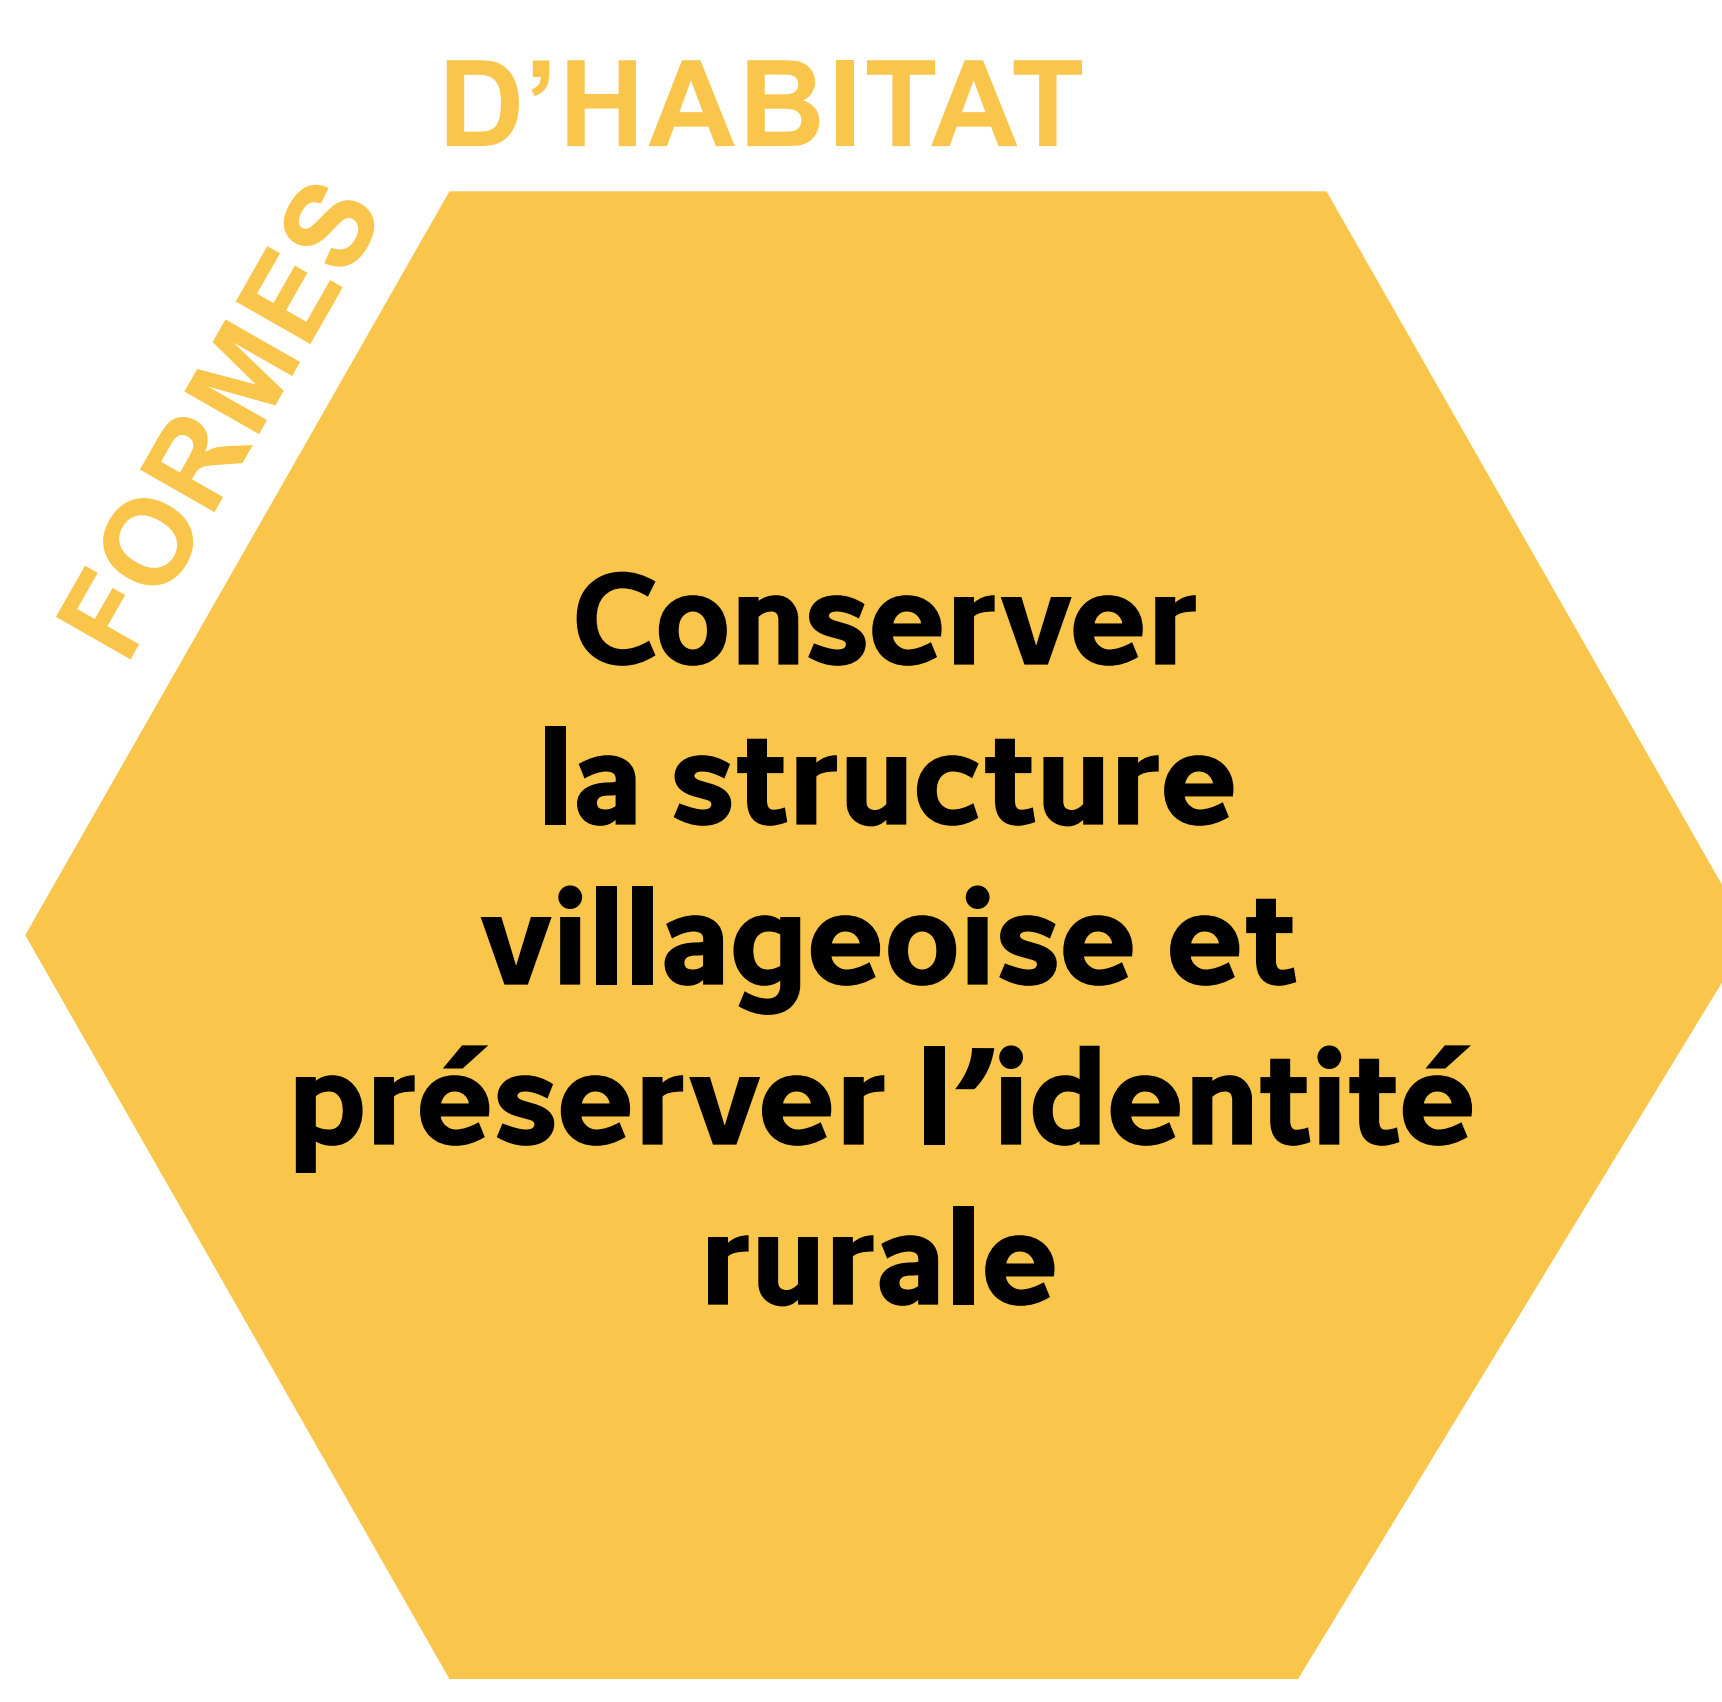 FORMES
D’HABITAT
Conserver
la structure
villageoise et
préserver l’identité
rurale